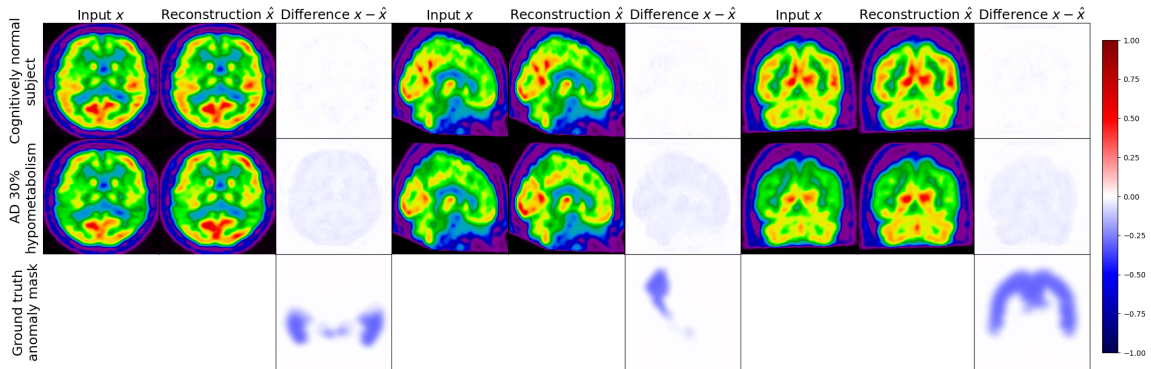 Input x Reconstruction x̂ Difference x − x̂ Input x Reconstruction x̂ Difference x − x̂ Input x Reconstruction x̂ Difference x − x̂
Cognitively normal
subject
AD 30%
hypometabolism
Ground truth
anomaly mask
1.00
0.75
0.50
0.25
0.00
−0.25
−0.50
−0.75
−1.00